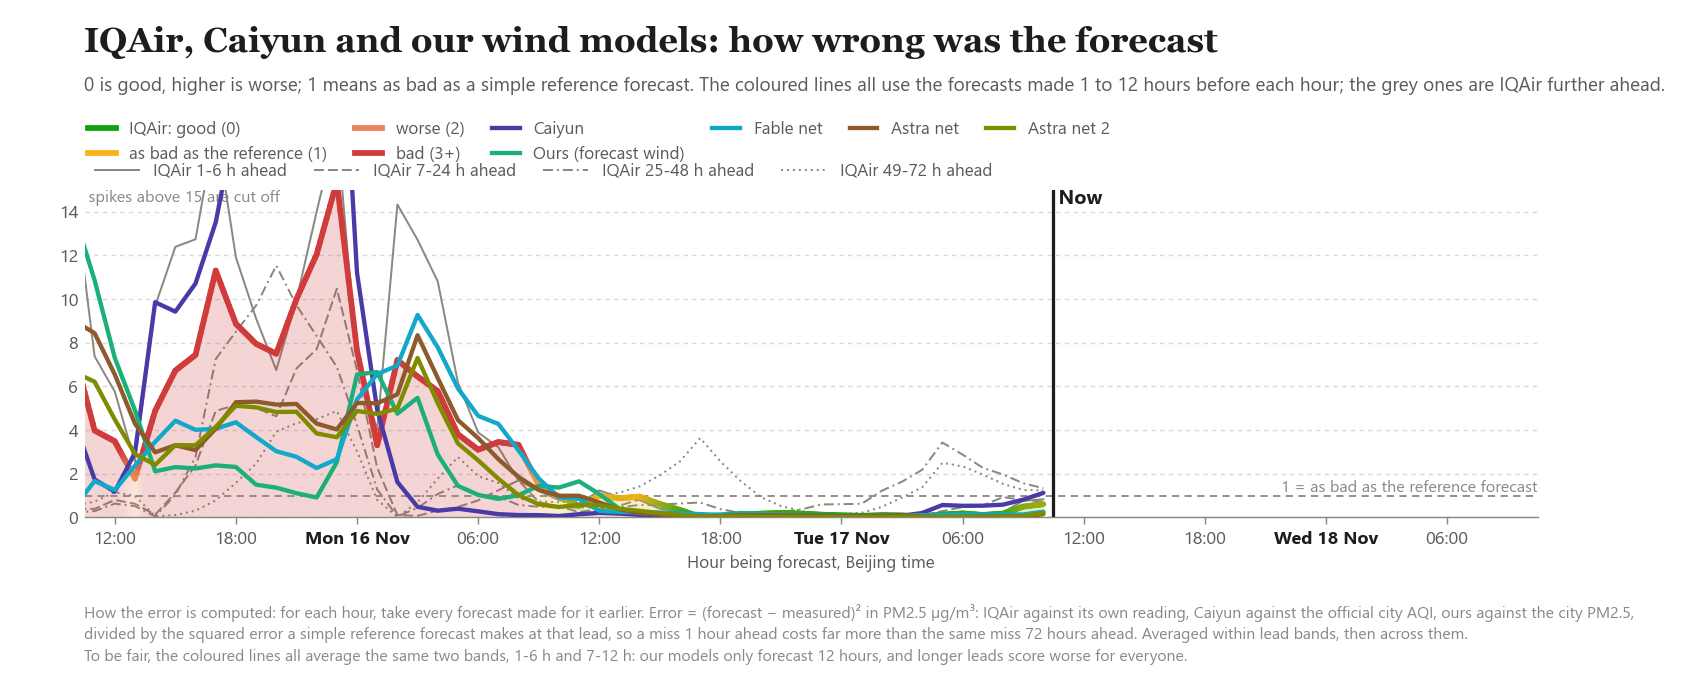 IQAir, Caiyun and our wind models: how wrong was the forecast
0 is good, higher is worse; 1 means as bad as a simple reference forecast. The coloured lines all use the forecasts made 1 to 12 hours before each hour; the grey ones are IQAir further ahead.
IQAir: good (0) worse (2) Caiyun Fable net Astra net Astra net 2
as bad as the reference (1) bad (3+) Ours (forecast wind)
IQAir 1-6 h ahead IQAir 7-24 h ahead IQAir 25-48 h ahead IQAir 49-72 h ahead
spikes above 15 are cut off
Now
14
12
10
8
6
4
2
1 = as bad as the reference forecast
0
12:00 18:00 Mon 16 Nov 06:00 12:00 18:00 Tue 17 Nov 06:00 12:00 18:00 Wed 18 Nov 06:00
Hour being forecast, Beijing time
How the error is computed: for each hour, take every forecast made for it earlier. Error = (forecast − measured)² in PM2.5 µg/m³: IQAir against its own reading, Caiyun against the official city AQI, ours against the city PM2.5,
divided by the squared error a simple reference forecast makes at that lead, so a miss 1 hour ahead costs far more than the same miss 72 hours ahead. Averaged within lead bands, then across them.
To be fair, the coloured lines all average the same two bands, 1-6 h and 7-12 h: our models only forecast 12 hours, and longer leads score worse for everyone.